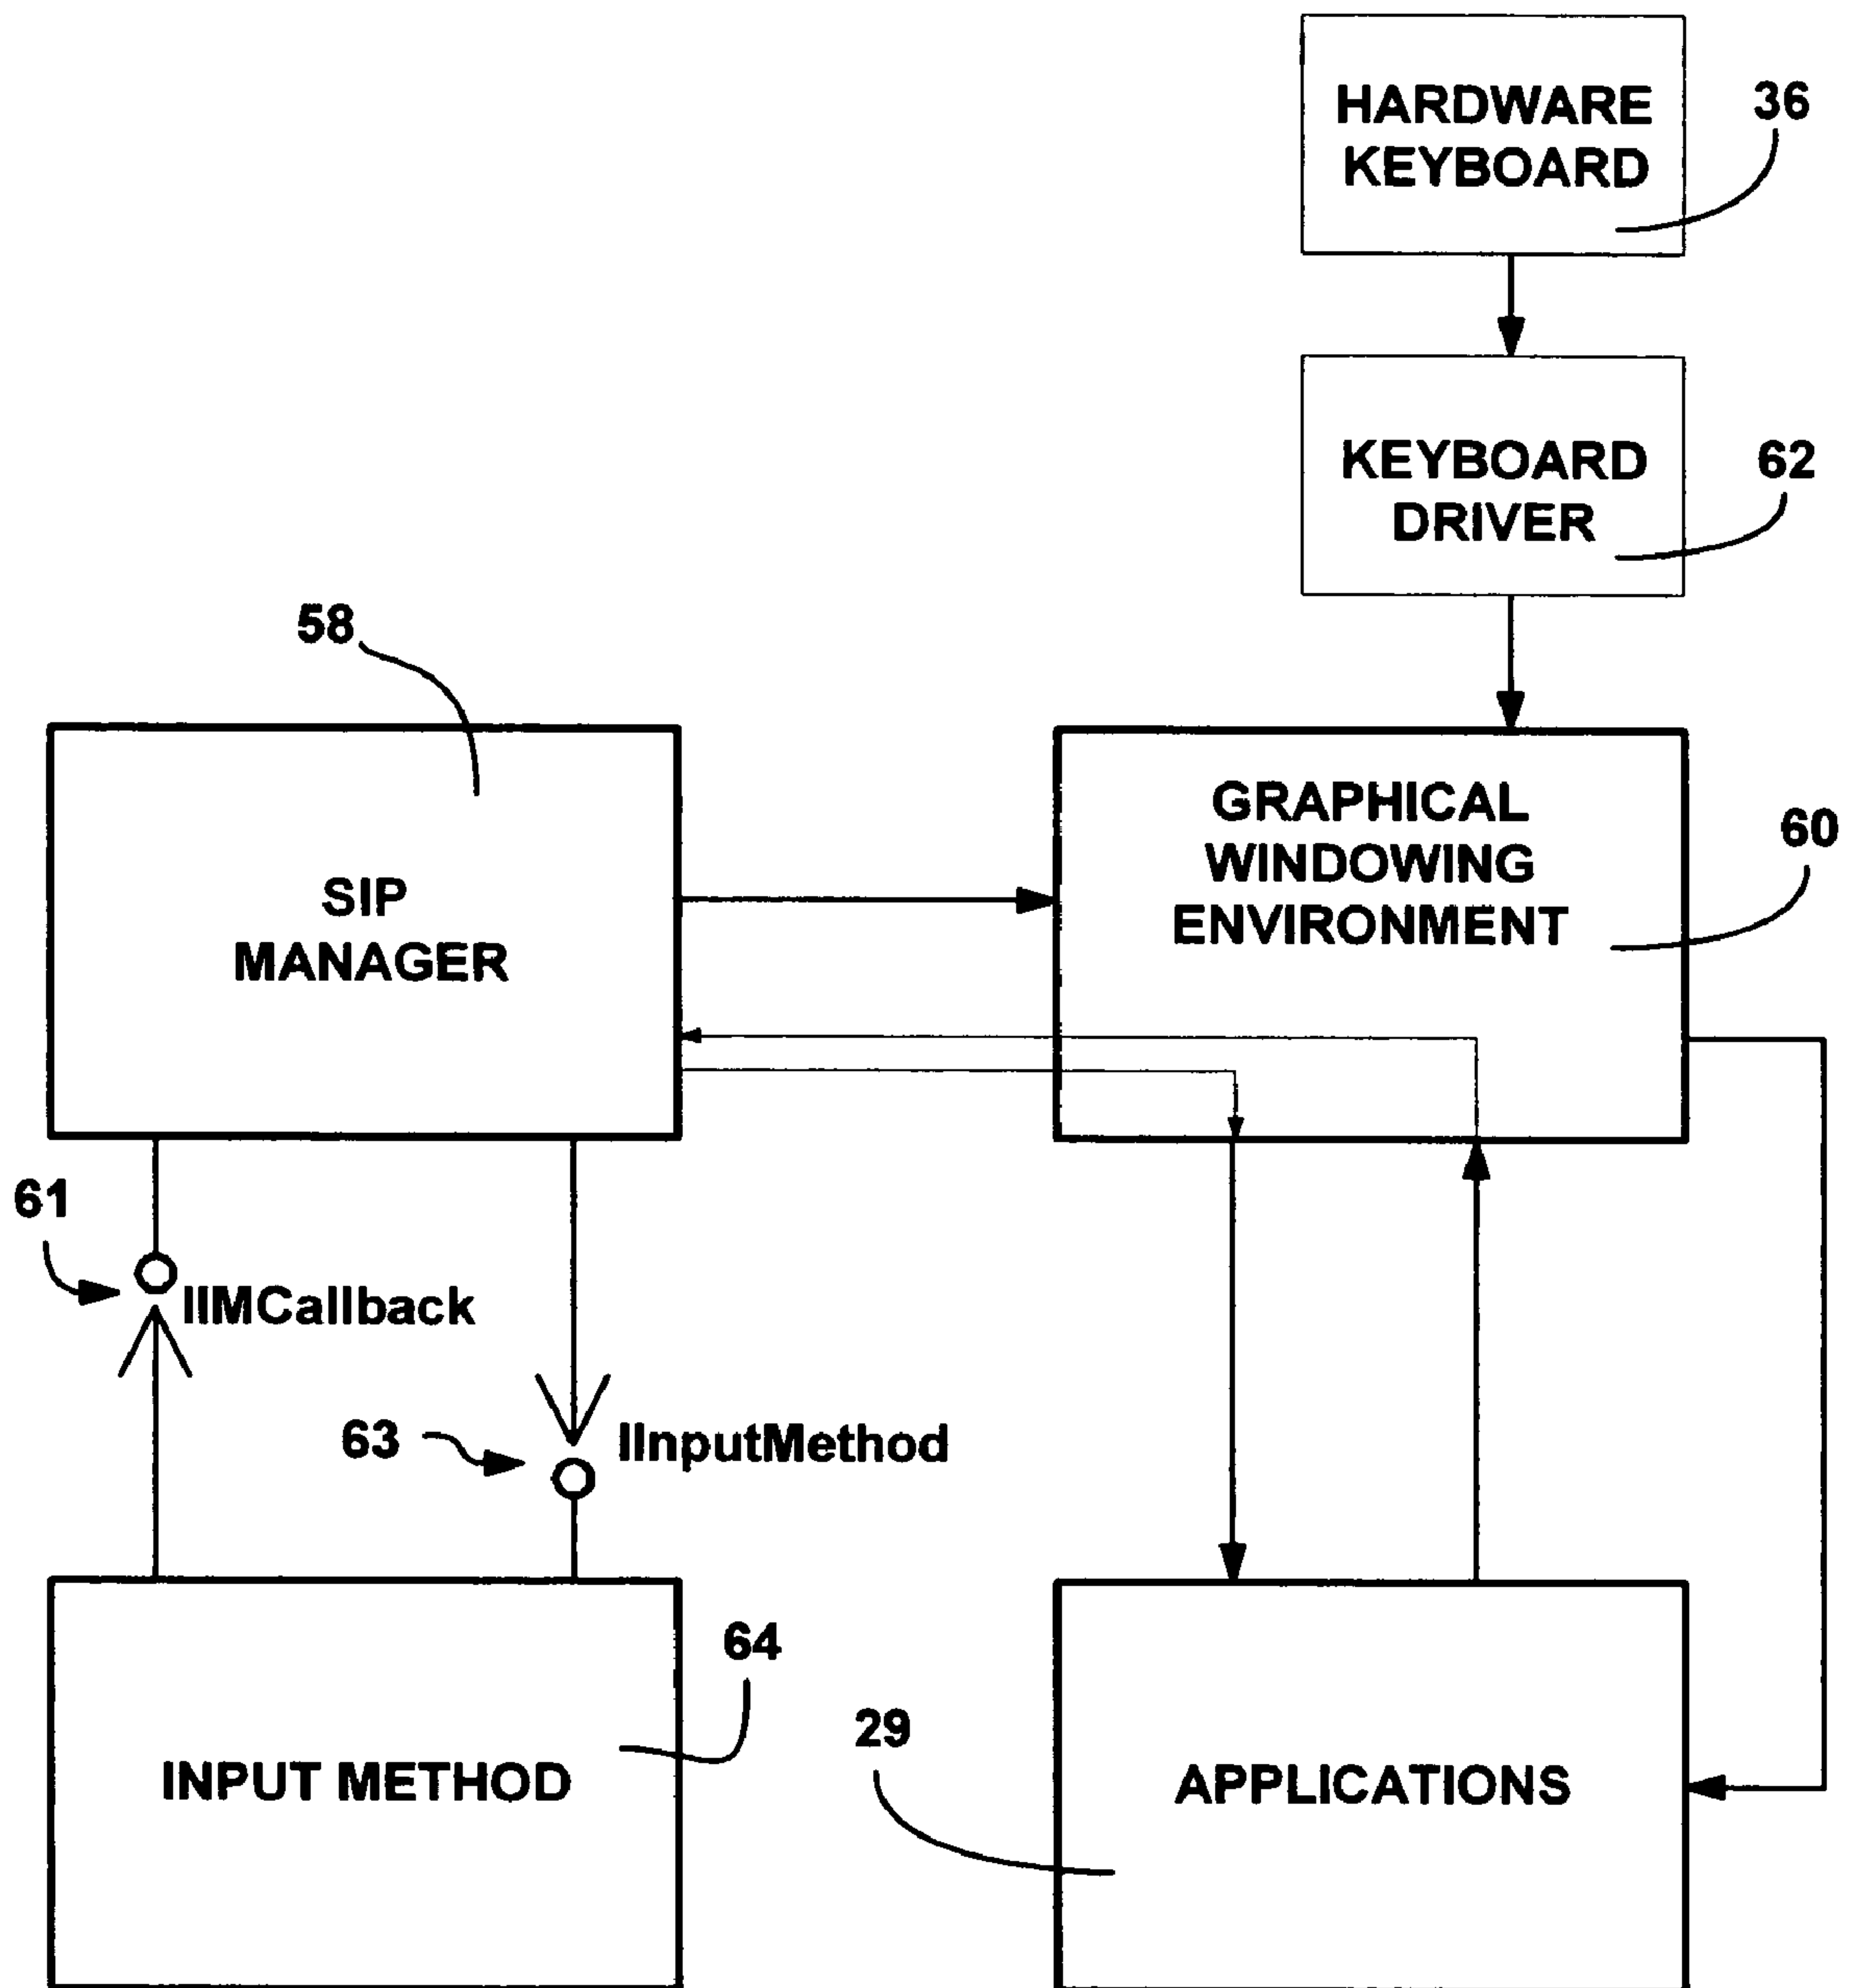 HARDWARE
KEYBOARD
36
KEYBOARD
DRIVER
62
58
SIP
MANAGER
GRAPHICAL
WINDOWING
ENVIRONMENT
60
61
IIMCallback
63
IInputMethod
64
INPUT METHOD
29
APPLICATIONS